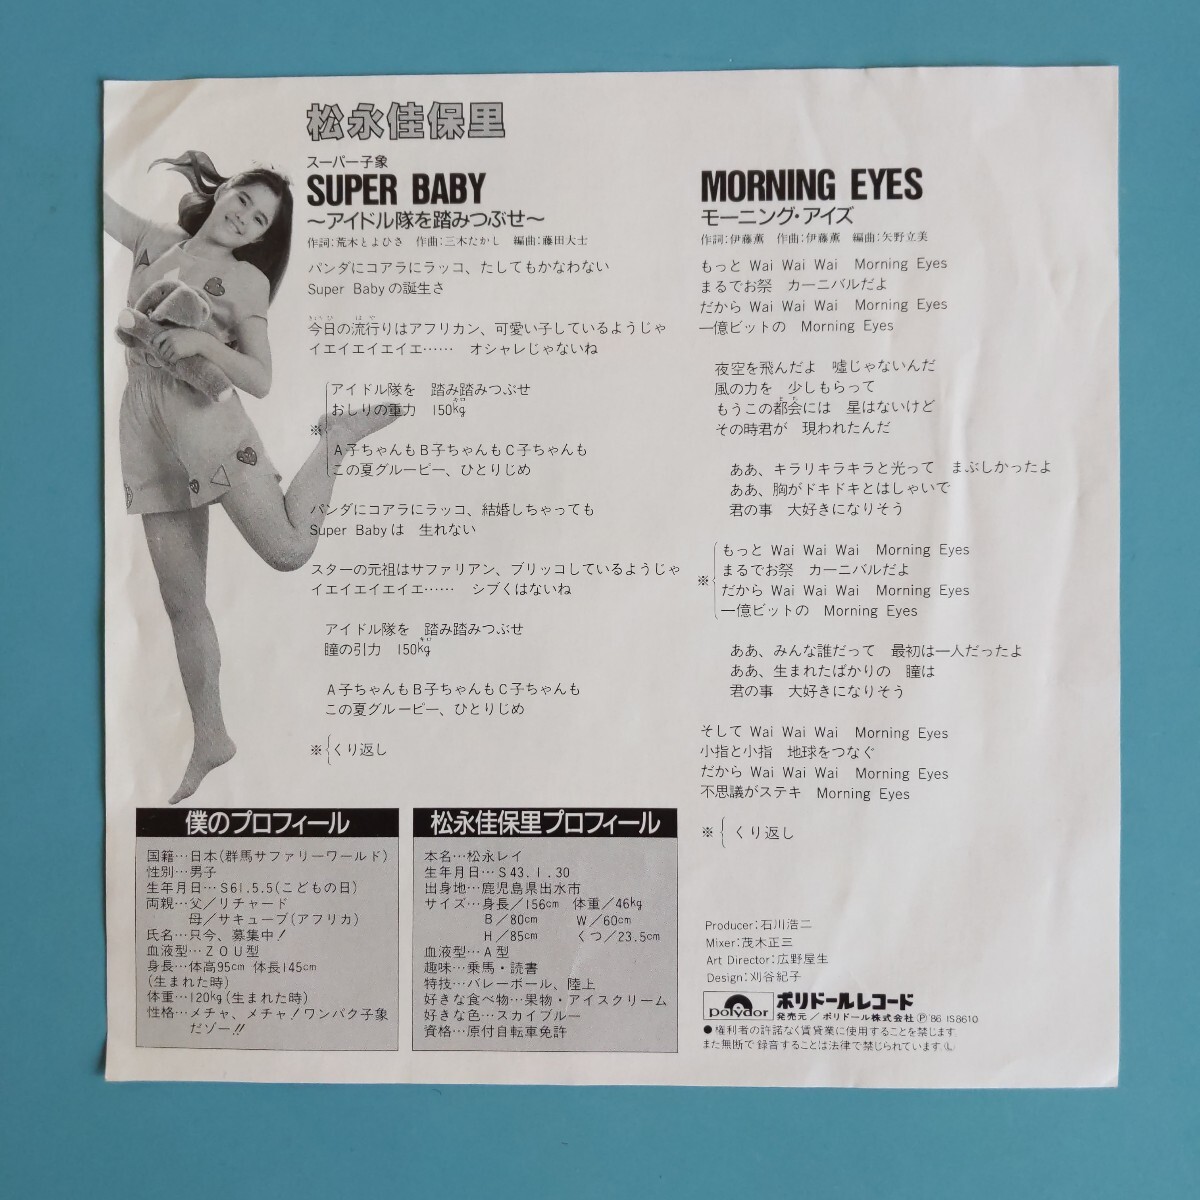 松永佳保里
スーパー子象
SUPER BABY
〜アイドル隊を踏みつぶせ〜
作詞:荒木とよひさ 作曲:三木たかし 編曲:藤田大士
パンダにコアラにラッコ、たしてもかなわない
Super Babyの誕生さ
今日の流行りはアフリカン、可愛い子しているようじゃ
イエイエイエイエ…… オシャレじゃないね
アイドル隊を 踏み踏みつぶせ
おしりの重力 150kg
※
A子ちゃんもB子ちゃんもC子ちゃんも
この夏グルーピー、ひとりじめ
パンダにコアラにラッコ、結婚しちゃっても
Super Babyは 生れない
スターの元祖はサファリアン、ブリッコしているようじゃ
イエイエイエイエ…… シブくはないね
アイドル隊を 踏み踏みつぶせ
瞳の引力 150kg
A子ちゃんもB子ちゃんもC子ちゃんも
この夏グルーピー、ひとりじめ
※{くり返し
MORNING EYES
モーニング・アイズ
作詞:伊藤薫 作曲:伊藤薫 編曲:矢野立美
もっと Wai Wai Wai Morning Eyes
まるでお祭 カーニバルだよ
だから Wai Wai Wai Morning Eyes
一億ビットの Morning Eyes
夜空を飛んだよ 嘘じゃないんだ
風の力を 少しもらって
もうこの都会には 星はないけど
その時君が 現われたんだ
ああ、キラリキラキラと光って まぶしかったよ
ああ、胸がドキドキとはしゃいで
君の事 大好きになりそう
もっと Wai Wai Wai Morning Eyes
まるでお祭 カーニバルだよ
※
だから Wai Wai Wai Morning Eyes
一億ビットの Morning Eyes
ああ、みんな誰だって 最初は一人だったよ
ああ、生まれたばかりの 瞳は
君の事 大好きになりそう
そして Wai Wai Wai Morning Eyes
小指と小指 地球をつなぐ
だから Wai Wai Wai Morning Eyes
不思議がステキ Morning Eyes
※{くり返し
僕のプロフィール
国籍…日本(群馬サファリーワールド)
性別…男子
生年月日…S61.5.5(こどもの日)
両親…父/リチャード
母/サキューブ(アフリカ)
氏名…只今、募集中!
血液型…ZOU型
身長…体高95cm 体長145cm
(生まれた時)
体重…120kg(生まれた時)
性格…メチャ、メチャ!ワンパク子象
だゾー!!
松永佳保里プロフィール
本名…松永レイ
生年月日…S43.1.30
出身地…鹿児島県出水市
サイズ…身長/156cm 体重/46kg
B/80cm W/60cm
H/85cm くつ/23.5cm
血液型…A型
趣味…乗馬・読書
特技…バレーボール、陸上
好きな食べ物…果物・アイスクリーム
好きな色…スカイブルー
資格…原付自転車免許
Producer:石川浩二
Mixer:茂木正三
Art Director:広野屋生
Design:刈谷紀子
polydor ポリドールレコード
発売元/ポリドール株式会社 Ⓟ'86 IS8610
●権利者の許諾なく賃貸業に使用することを禁じます。
また無断で録音することは法律で禁じられています。(L)